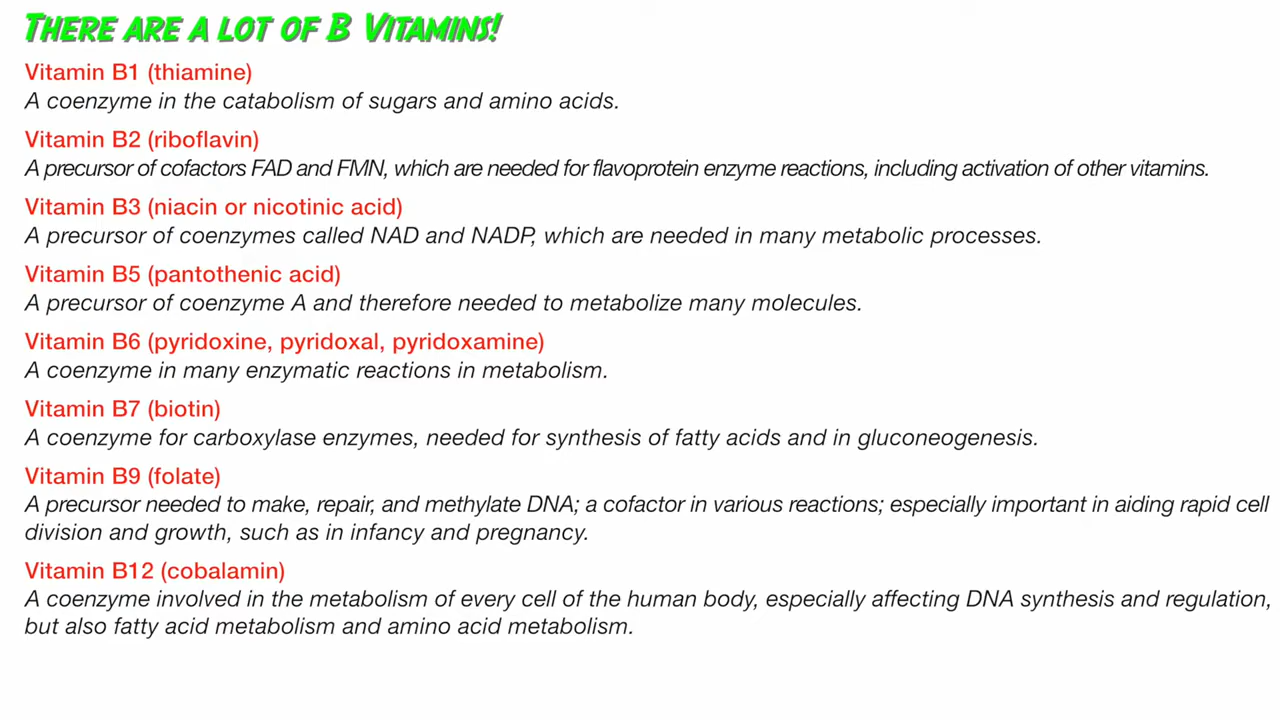 THERE ARE A LOT OF B VITAMINS!
Vitamin B1 (thiamine)
A coenzyme in the catabolism of sugars and amino acids.
Vitamin B2 (riboflavin)
A precursor of cofactors FAD and FMN, which are needed for flavoprotein enzyme reactions, including activation of other vitamins.
Vitamin B3 (niacin or nicotinic acid)
A precursor of coenzymes called NAD and NADP, which are needed in many metabolic processes.
Vitamin B5 (pantothenic acid)
A precursor of coenzyme A and therefore needed to metabolize many molecules.
Vitamin B6 (pyridoxine, pyridoxal, pyridoxamine)
A coenzyme in many enzymatic reactions in metabolism.
Vitamin B7 (biotin)
A coenzyme for carboxylase enzymes, needed for synthesis of fatty acids and in gluconeogenesis.
Vitamin B9 (folate)
A precursor needed to make, repair, and methylate DNA; a cofactor in various reactions; especially important in aiding rapid cell
division and growth, such as in infancy and pregnancy.
Vitamin B12 (cobalamin)
A coenzyme involved in the metabolism of every cell of the human body, especially affecting DNA synthesis and regulation,
but also fatty acid metabolism and amino acid metabolism.